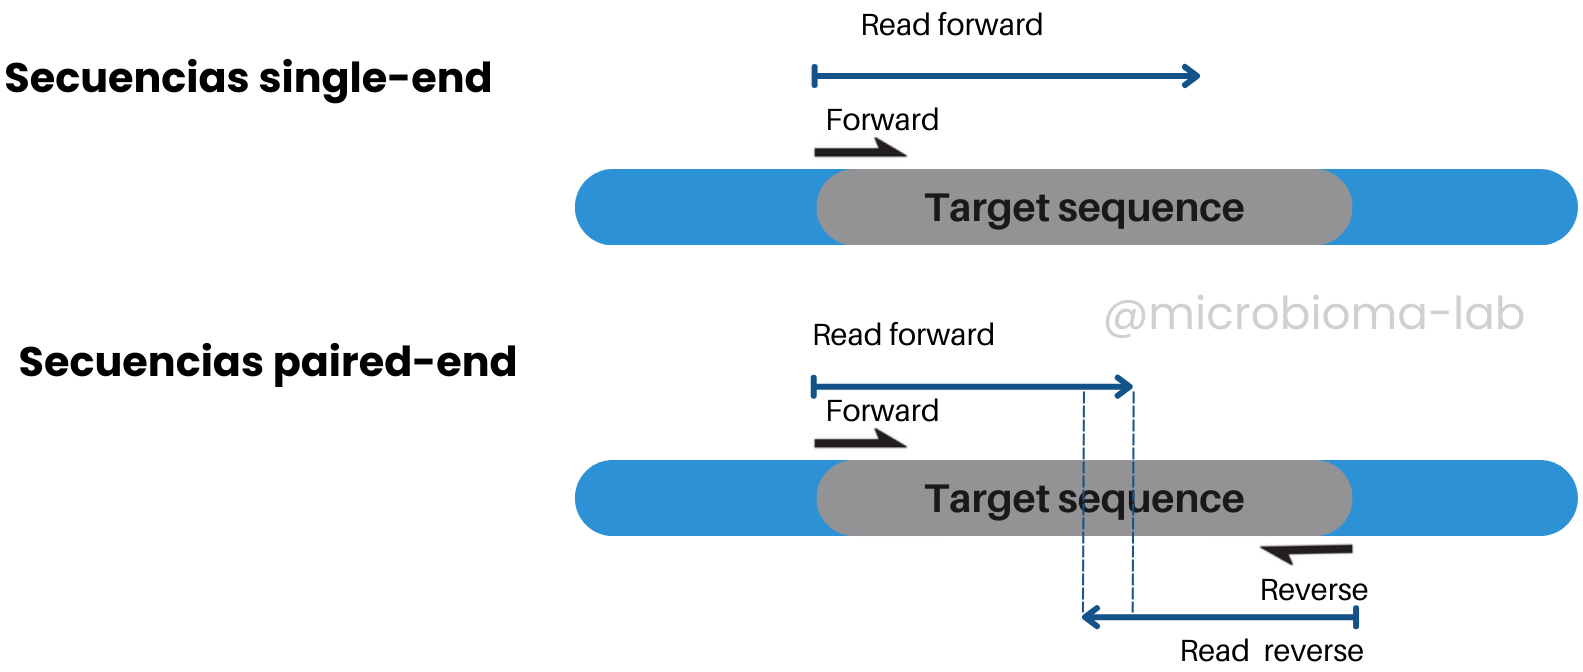 Read forward
Secuencias single-end
Forward
Target sequence
@microbioma-lab
Read forward
Secuencias paired-end
Forward
Target sequence
Reverse
Read reverse